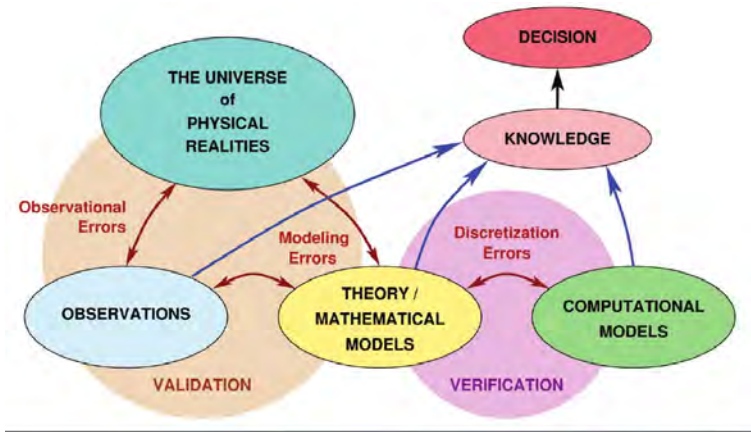 DECISION
THE UNIVERSE
of
PHYSICAL
REALITIES
KNOWLEDGE
Observational
Errors
Modeling
Errors
Discretization
Errors
OBSERVATIONS
THEORY /
MATHEMATICAL
MODELS
COMPUTATIONAL
MODELS
VALIDATION
VERIFICATION